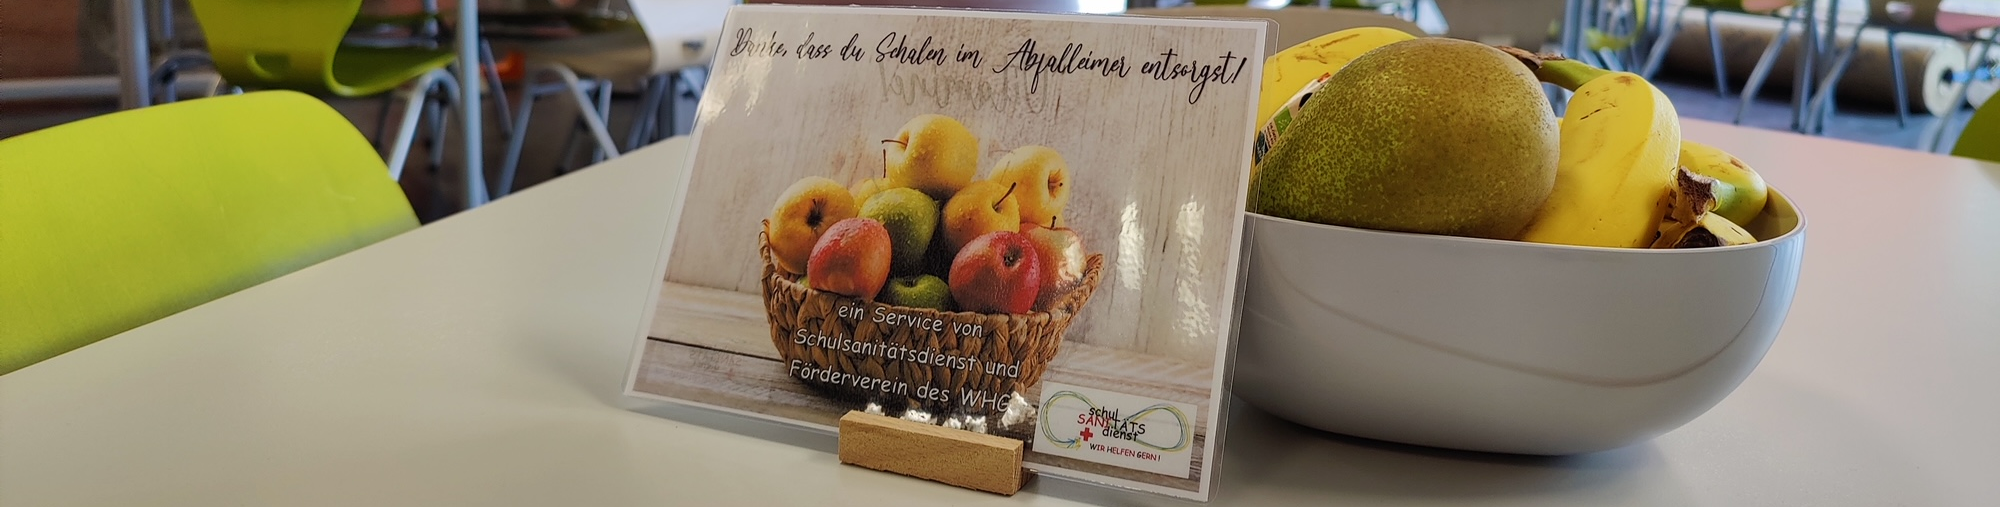 Danke, dass du Schalen im Abfalleimer entsorgst!
ein Service von
Schulsanitätsdienst und
Förderverein des WHG
schul
SANITÄTS
dienst
WIR HELFEN GERN!